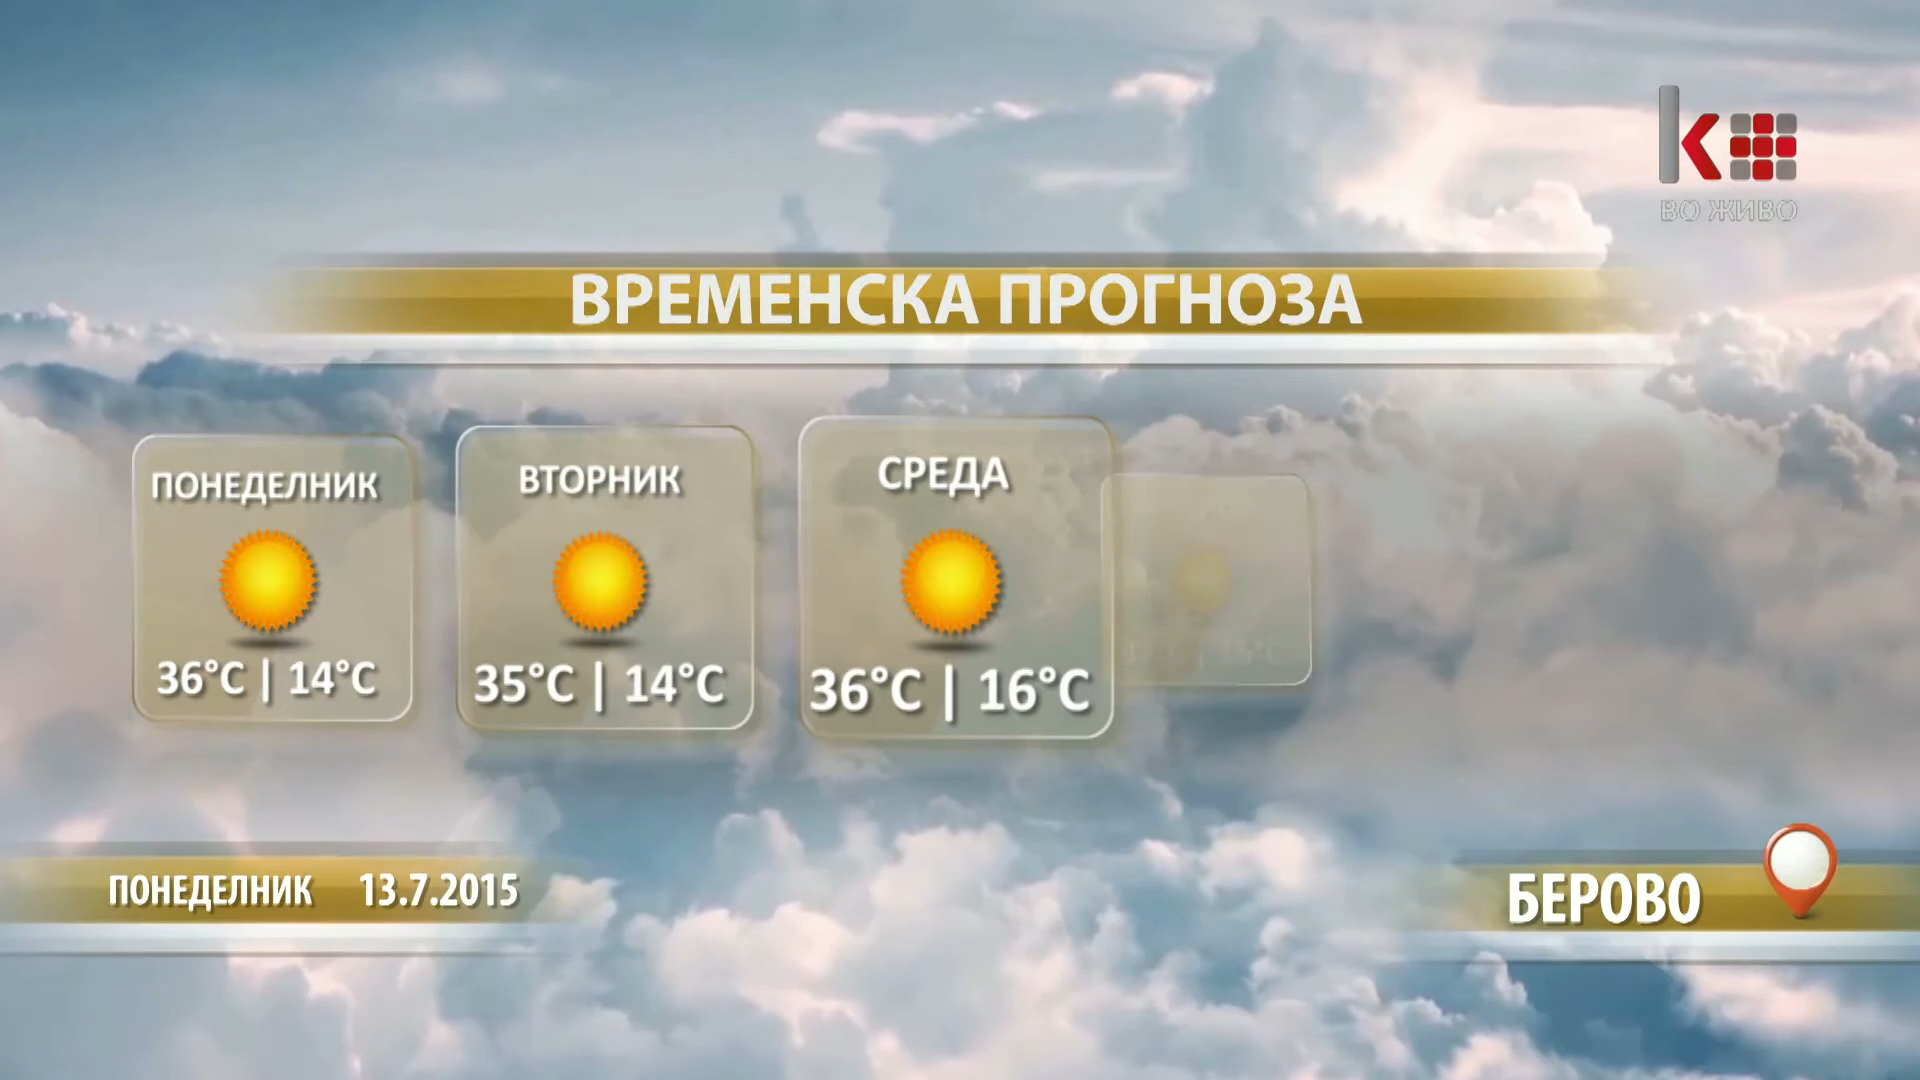 K
ВО ЖИВО
ВРЕМЕНСКА ПРОГНОЗА
ПОНЕДЕЛНИК
36°C | 14°C
ВТОРНИК
35°C | 14°C
СРЕДА
36°C | 16°C
ПОНЕДЕЛНИК 13.7.2015
БЕРОВО